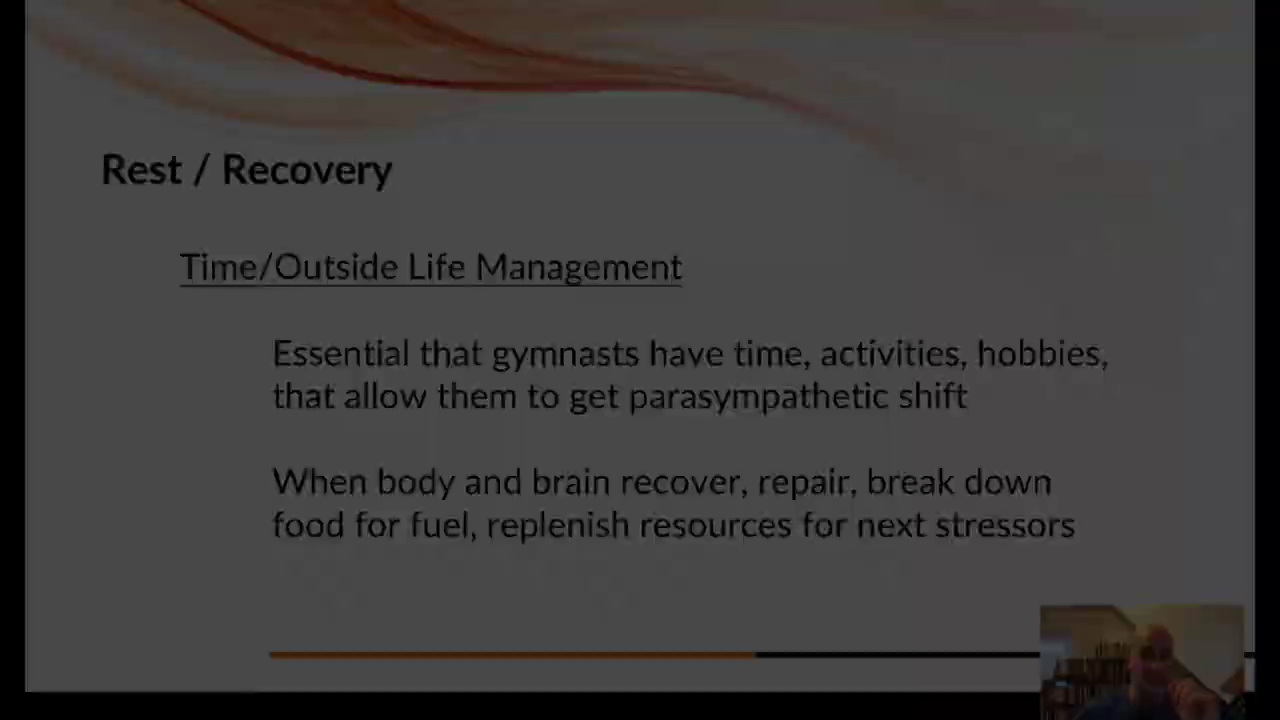 Rest / Recovery
Time/Outside Life Management
Essential that gymnasts have time, activities, hobbies,
that allow them to get parasympathetic shift
When body and brain recover, repair, break down
food for fuel, replenish resources for next stressors